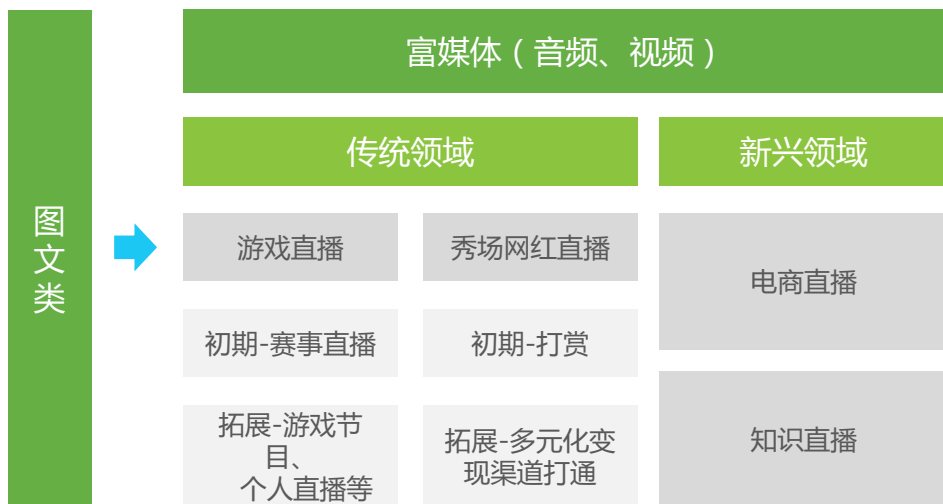 图文类
富媒体（音频、视频）
传统领域
新兴领域
游戏直播
秀场网红直播
电商直播
初期-赛事直播
初期-打赏
拓展-游戏节
目、
个人直播等
拓展-多元化变
现渠道打通
知识直播